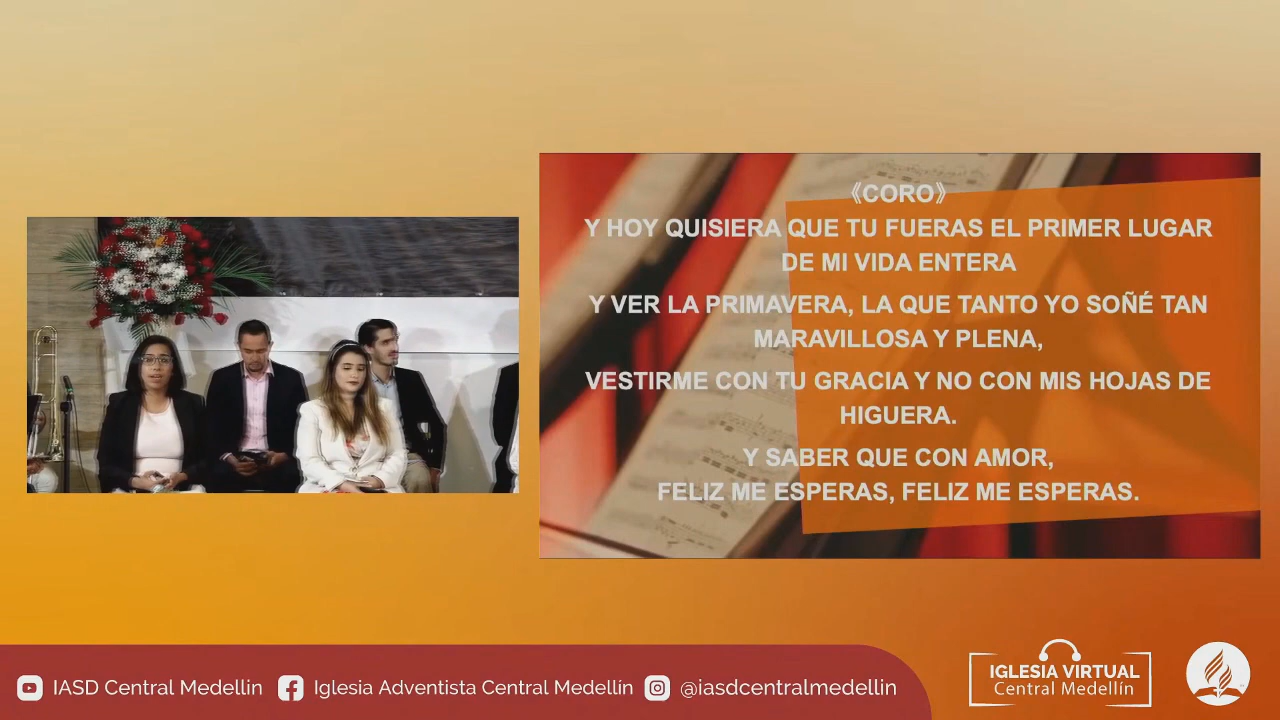 《CORO》
Y HOY QUISIERA QUE TU FUERAS EL PRIMER LUGAR
DE MI VIDA ENTERA
Y VER LA PRIMAVERA, LA QUE TANTO YO SOÑÉ TAN
MARAVILLOSA Y PLENA,
VESTIRME CON TU GRACIA Y NO CON MIS HOJAS DE
HIGUERA.
Y SABER QUE CON AMOR,
FELIZ ME ESPERAS, FELIZ ME ESPERAS.
IASD Central Medellin
Iglesia Adventista Central Medellín
@iasdcentralmedellin
IGLESIA VIRTUAL
Central Medellín